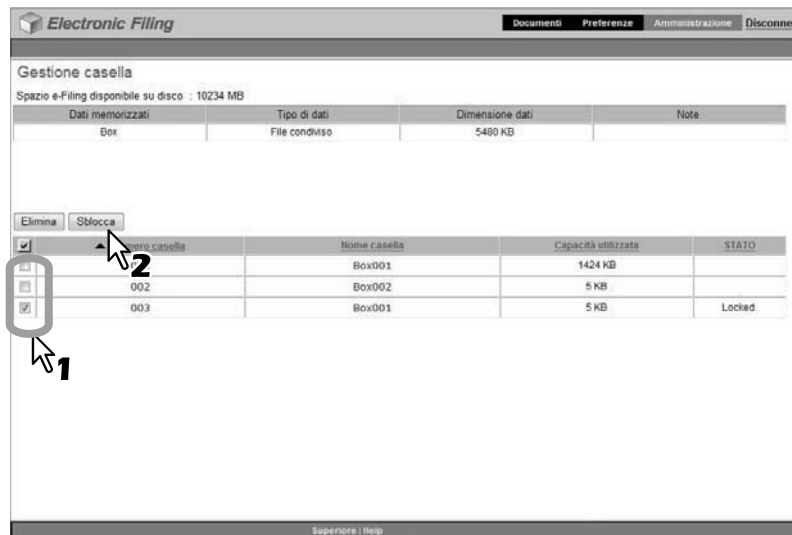 Electronic Filing
Documenti Preferenze Amministrazione Disconne
Gestione casella
Spazio e-Filing disponibile su disco : 10234 MB
Dati memorizzati Tipo di dati Dimensione dati Note
Box File condiviso 5480 KB
Elimina Sblocca
casella Nome casella Capacità utilizzata STATO
Box001 1424 KB
2
002 Box002 5 KB
003 Box001 5 KB Locked
1
Superiore | Help